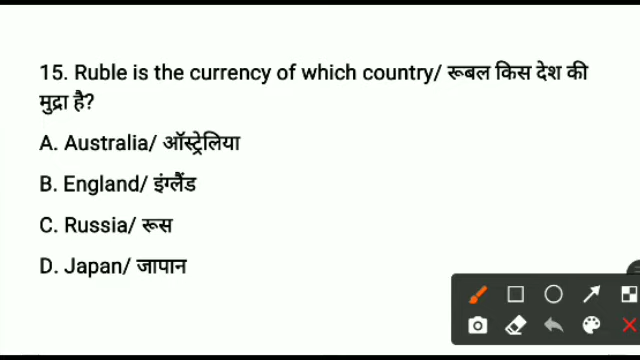 15. Ruble is the currency of which country/ रूबल किस देश की
मुद्रा है?
A. Australia/ ऑस्ट्रेलिया
B. England/ इंग्लैंड
C. Russia/ रूस
D. Japan/ जापान